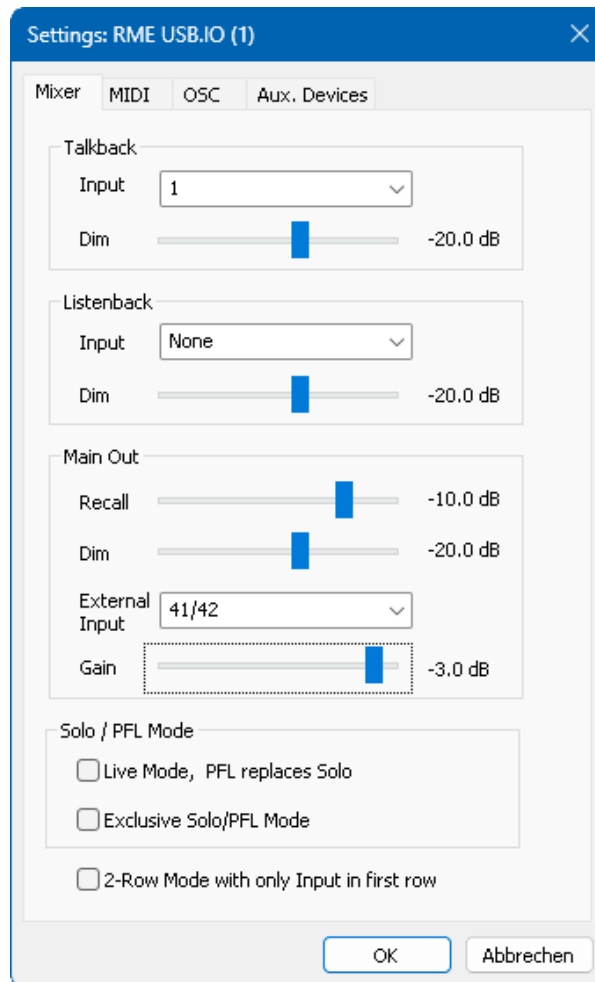 Settings: RME USB.IO (1)
Mixer MIDI OSC Aux. Devices
Talkback
Input 1
Dim -20.0 dB
Listenback
Input None
Dim -20.0 dB
Main Out
Recall -10.0 dB
Dim -20.0 dB
External
Input 41/42
Gain -3.0 dB
Solo / PFL Mode
Live Mode, PFL replaces Solo
Exclusive Solo/PFL Mode
2-Row Mode with only Input in first row
OK Abbrechen